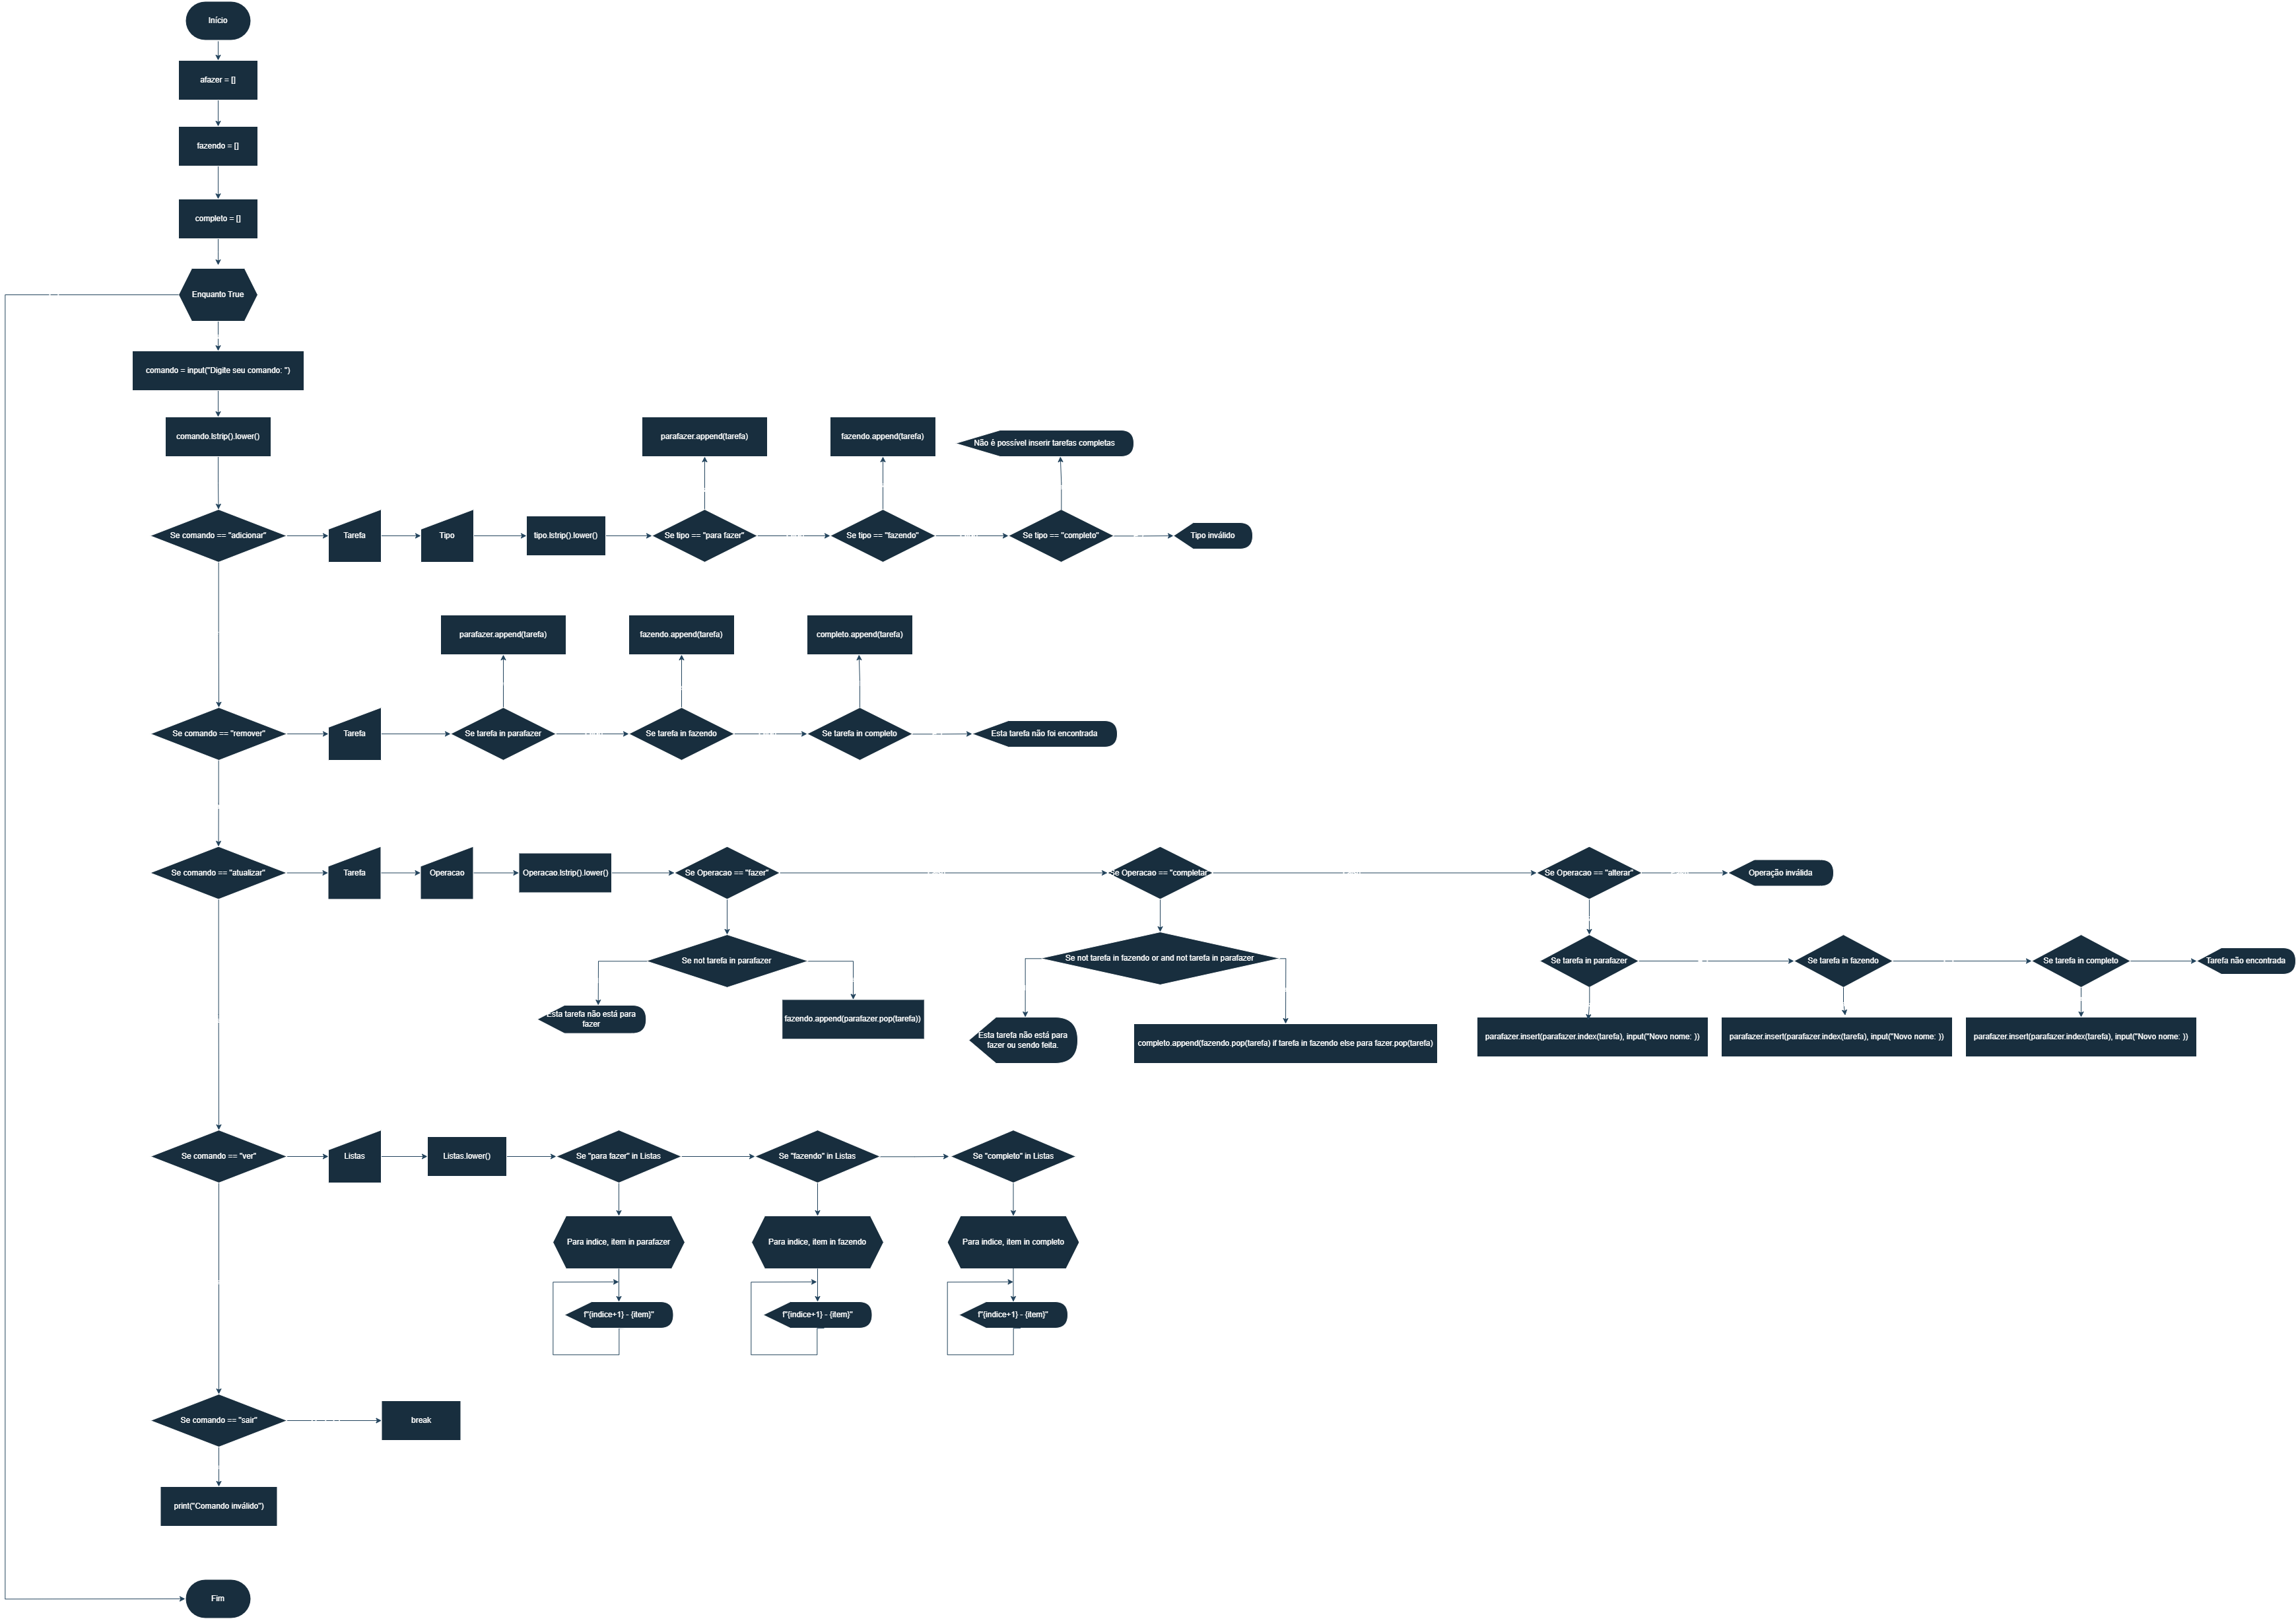 Início
afazer = []
fazendo = []
completo = []
Enquanto True
comando = input("Digite seu comando: ")
comando.lstrip().lower()
parafazer.append(tarefa)
fazendo.append(tarefa)
Não é possível inserir tarefas completas
Se comando == "adicionar"
Tarefa
Tipo
tipo.lstrip().lower()
Se tipo == "para fazer"
Se tipo == "fazendo"
Se tipo == "completo"
Tipo inválido
parafazer.append(tarefa)
fazendo.append(tarefa)
completo.append(tarefa)
Se comando == "remover"
Tarefa
Se tarefa in parafazer
Se tarefa in fazendo
Se tarefa in completo
Esta tarefa não foi encontrada
Se comando == "atualizar"
Tarefa
Operacao
Operacao.lstrip().lower()
Se Operacao == "fazer"
Se Operacao == "completar
Se Operacao == "alterar"
Operação inválida
Se not tarefa in parafazer
Se not tarefa in fazendo or and not tarefa in parafazer
Se tarefa in parafazer
Se tarefa in fazendo
Se tarefa in completo
Tarefa não encontrada
Esta tarefa não está para
fazer
fazendo.append(parafazer.pop(tarefa))
Esta tarefa não está para
fazer ou sendo feita.
completo.append(fazendo.pop(tarefa) if tarefa in fazendo else para fazer.pop(tarefa)
parafazer.insert(parafazer.index(tarefa), input("Novo nome: ))
parafazer.insert(parafazer.index(tarefa), input("Novo nome: ))
parafazer.insert(parafazer.index(tarefa), input("Novo nome: ))
Se comando == "ver"
Listas
Listas.lower()
Se "para fazer" in Listas
Se "fazendo" in Listas
Se "completo" in Listas
Para indice, item in parafazer
Para indice, item in fazendo
Para indice, item in completo
f"{indice+1} - {item}"
f"{indice+1} - {item}"
f"{indice+1} - {item}"
Se comando == "sair"
break
print("Comando inválido")
Fim